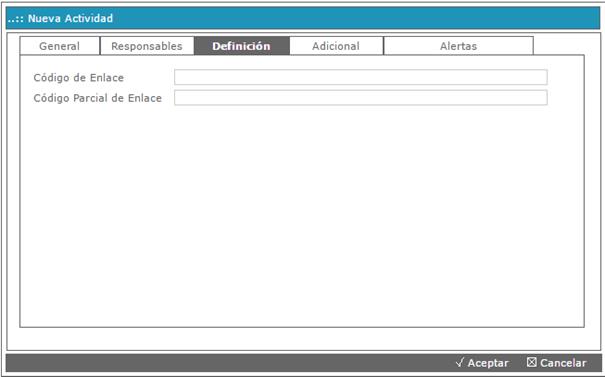 ..:: Nueva Actividad
General Responsables Definición Adicional Alertas
Código de Enlace
Código Parcial de Enlace
Aceptar Cancelar